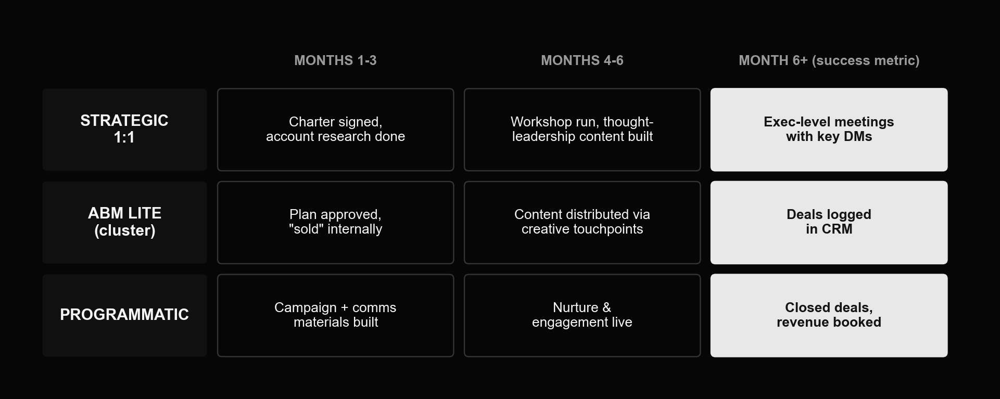 MONTHS 1-3
MONTHS 4-6
MONTH 6+ (success metric)
STRATEGIC
1:1
Charter signed,
account research done
Workshop run, thought-
leadership content built
Exec-level meetings
with key DMs
ABM LITE
(cluster)
Plan approved,
"sold" internally
Content distributed via
creative touchpoints
Deals logged
in CRM
PROGRAMMATIC
Campaign + comms
materials built
Nurture &
engagement live
Closed deals,
revenue booked